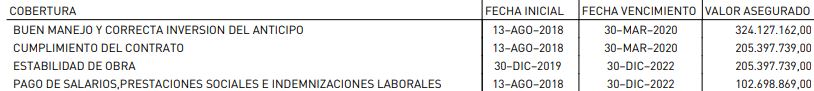 COBERTURA FECHA INICIAL FECHA VENCIMIENTO VALOR ASEGURADO
BUEN MANEJO Y CORRECTA INVERSION DEL ANTICIPO 13-AGO-2018 30-MAR-2020 324.127.162,00
CUMPLIMIENTO DEL CONTRATO 13-AGO-2018 30-MAR-2020 205.397.739,00
ESTABILIDAD DE OBRA 30-DIC-2019 30-DIC-2022 205.397.739,00
PAGO DE SALARIOS,PRESTACIONES SOCIALES E INDEMNIZACIONES LABORALES 13-AGO-2018 30-DIC-2022 102.698.869,00